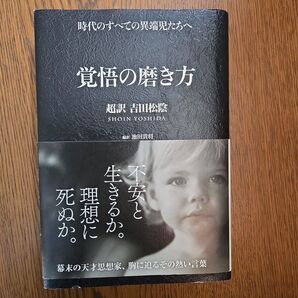 時代のすべての異端児たちへ
覚悟の磨き方
超訳 吉田松陰
SHOIN YOSHIDA
編訳 池田貴将
不安と
生きるか。
理想に
死ぬか。
幕末の天才思想家、胸に迫るその熱い言葉